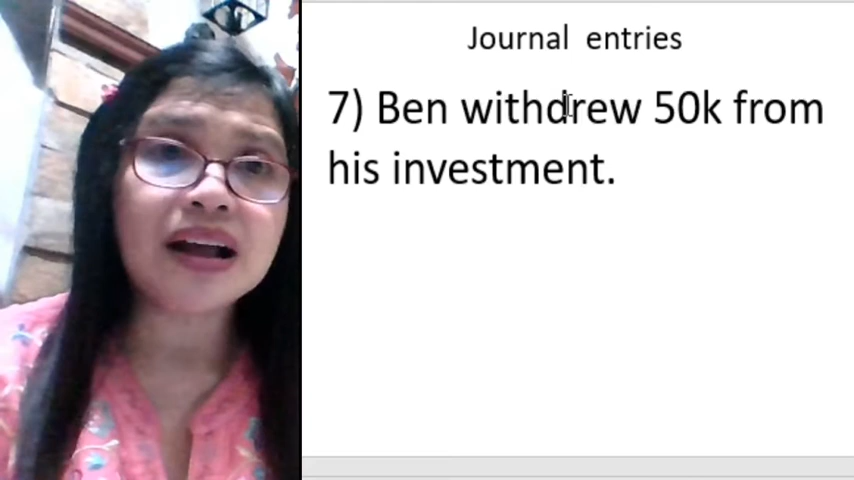 Journal entries
7) Ben withdrew 50k from
his investment.